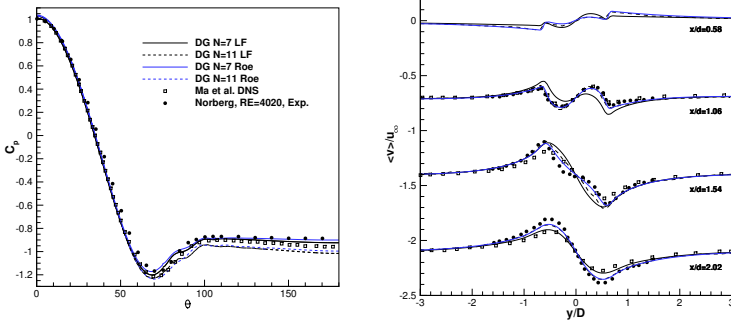 1
0.8
0.6
0.4
0.2
0
-0.2
-0.4
-0.6
-0.8
-1
-1.2
Cp
0
50
100
150
θ
DG N=7 LF
DG N=11 LF
DG N=7 Roe
DG N=11 Roe
Ma et al. DNS
Norberg, RE=4020, Exp.
0
-0.5
-1
-1.5
-2
-2.5
<v>/u∞
-3
-2
-1
0
1
2
3
y/D
x/d=0.58
x/d=1.06
x/d=1.54
x/d=2.02